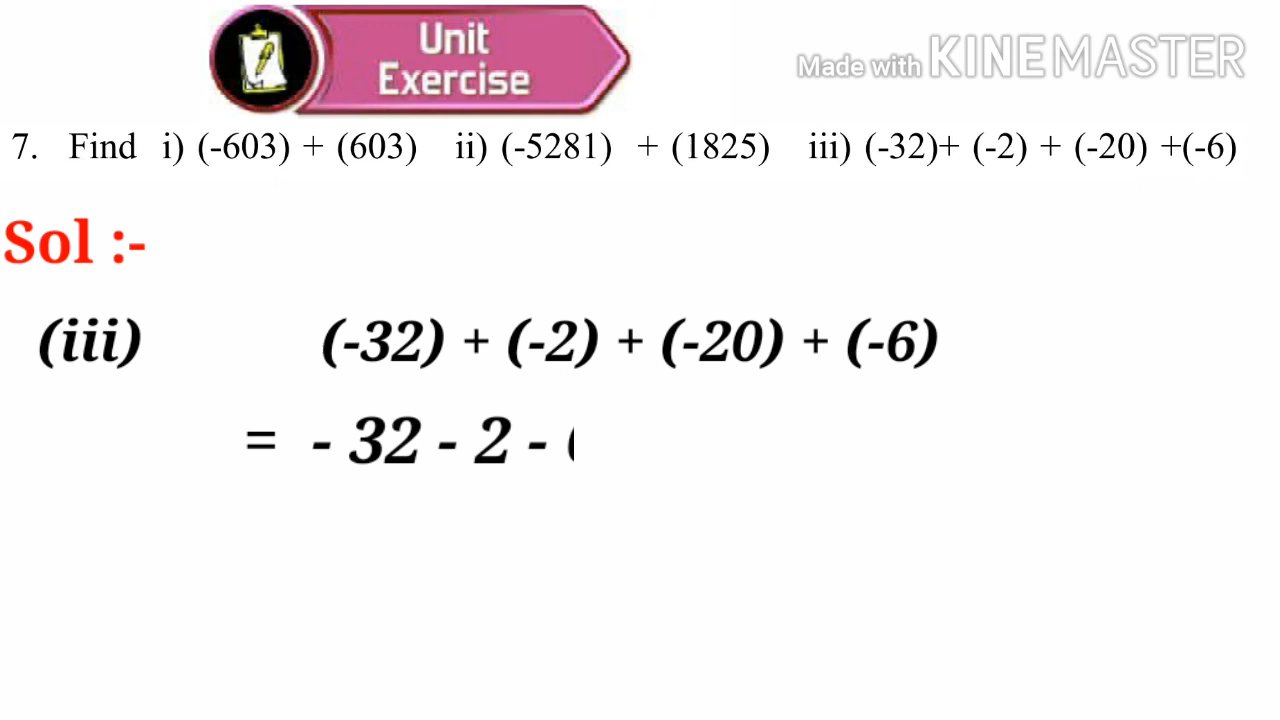 Unit
Exercise
Made with KINEMASTER
7. Find i) (-603) + (603) ii) (-5281) + (1825) iii) (-32)+ (-2) + (-20) +(-6)
Sol :-
(iii) (-32) + (-2) + (-20) + (-6)
= - 32 - 2 -